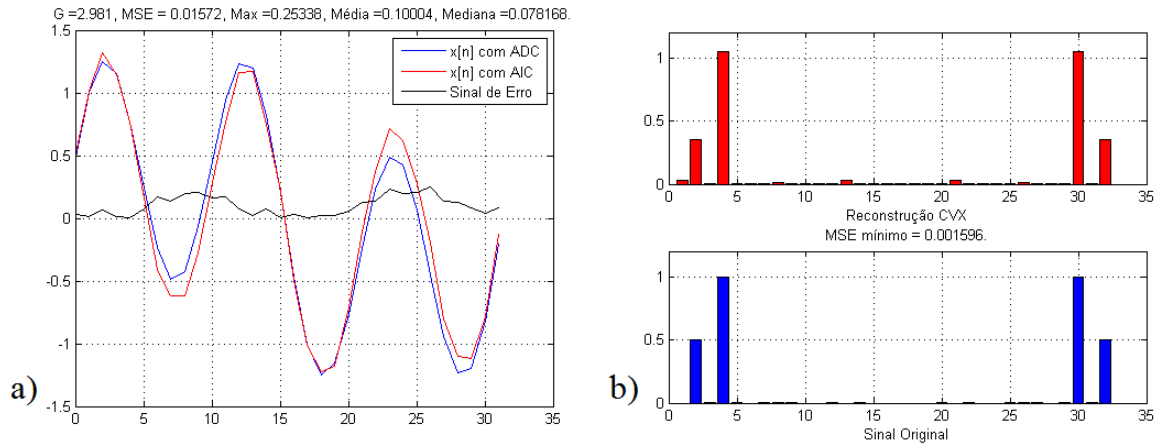 G =2.981, MSE = 0.01572, Max =0.25338, Média=0.10004, Mediana=0.078168.
1.5
1
0.5
0
-0.5
-1
-1.5
0 5 10 15 20 25 30 35
x[n] com ADC
x[n] com AIC
Sinal de Erro
a)
1
0.5
0
0 5 10 15 20 25 30 35
Reconstrução CVX
MSE mínimo = 0.001596.
1
0.5
0
0 5 10 15 20 25 30 35
Sinal Original
b)